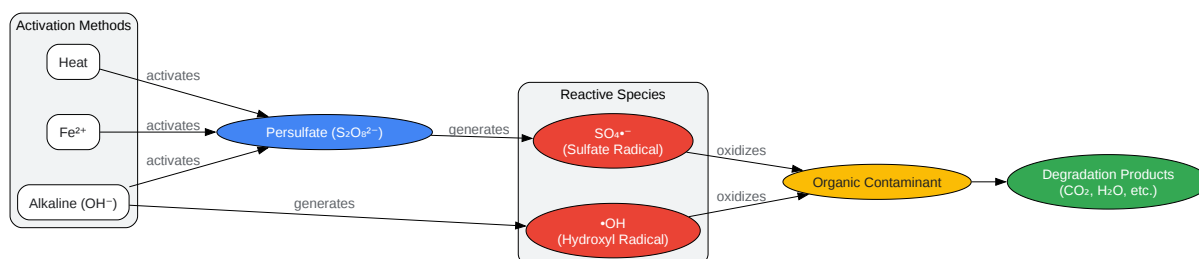 Activation Methods
Heat
Fe²⁺
Alkaline (OH⁻)
activates
activates
activates
generates
Persulfate (S₂O₈²⁻)
generates
Reactive Species
SO₄•⁻
(Sulfate Radical)
•OH
(Hydroxyl Radical)
oxidizes
oxidizes
Organic Contaminant
Degradation Products
(CO₂, H₂O, etc.)